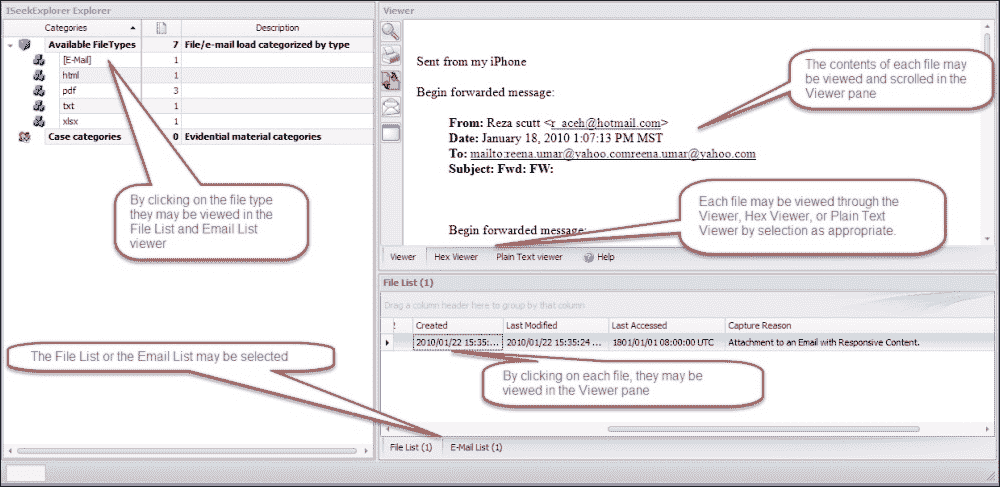 ISeekExplorer Explorer
Categories Description
Available FileTypes 7 File/e-mail load categorized by type
[E-Mail] 1
html 1
pdf 3
txt 1
xlsx 1
Case categories 0 Evidential material categories
By clicking on the file type
they may be viewed in the
File List and Email List
viewer
The File List or the Email List may be selected
Viewer
Sent from my iPhone
Begin forwarded message:
From: Reza scutt <r_aceh@hotmail.com>
Date: January 18, 2010 1:07:13 PM MST
To: mailto:reena.umar@yahoo.comreena.umar@yahoo.com
Subject: Fwd: FW:
Begin forwarded message:
The contents of each file may
be viewed and scrolled in the
Viewer pane
Each file may be viewed through the
Viewer, Hex Viewer, or Plain Text
Viewer by selection as appropriate.
Viewer Hex Viewer Plain Text viewer Help
File List (1)
Drag a column header here to group by that column
Created Last Modified Last Accessed Capture Reason
2010/01/22 15:35:... 2010/01/22 15:35:24 ... 1801/01/01 08:00:00 UTC Attachment to an Email with Responsive Content.
By clicking on each file, they may be
viewed in the Viewer pane
File List (1) E-Mail List (1)